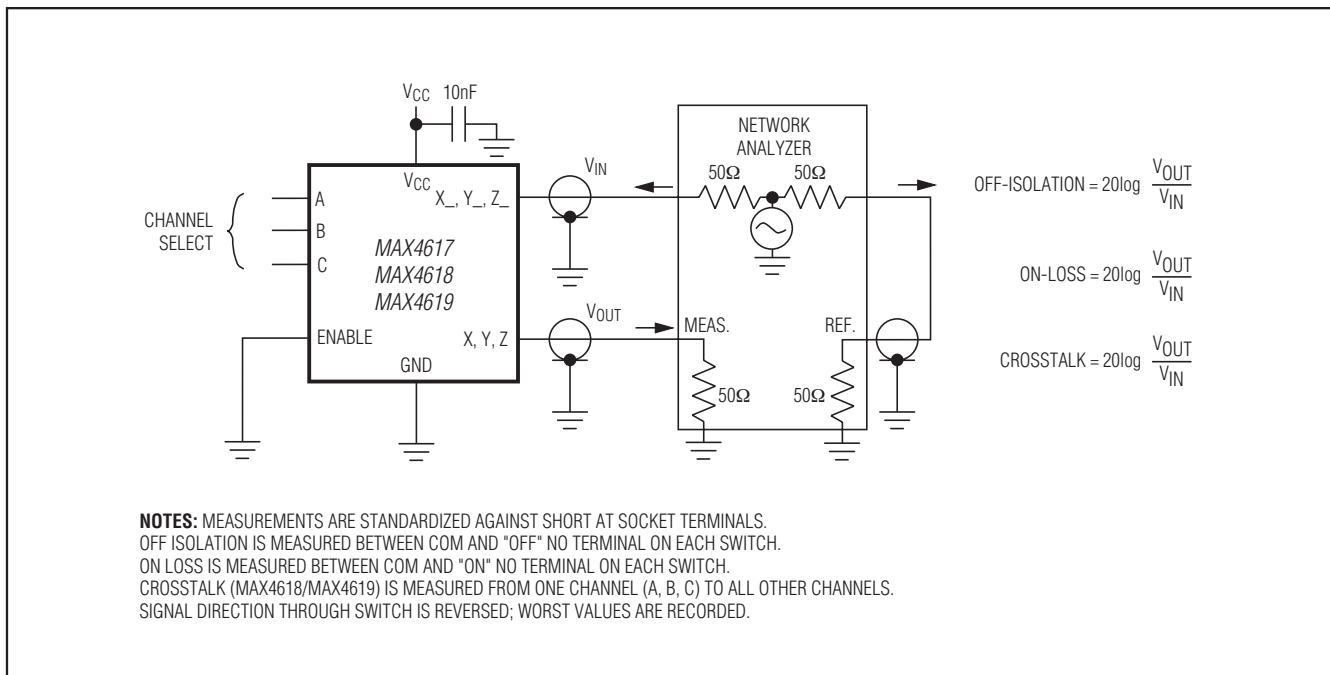 VCC 10nF
VCC
A
B
C
CHANNEL
SELECT
X_, Y_, Z_
MAX4617
MAX4618
MAX4619
ENABLE
X, Y, Z
GND
VIN
VOUT
NETWORK
ANALYZER
50Ω 50Ω
MEAS. REF.
50Ω 50Ω
OFF-ISOLATION = 20log VOUT
VIN
ON-LOSS = 20log VOUT
VIN
CROSSTALK = 20log VOUT
VIN
NOTES: MEASUREMENTS ARE STANDARDIZED AGAINST SHORT AT SOCKET TERMINALS.
OFF ISOLATION IS MEASURED BETWEEN COM AND "OFF" NO TERMINAL ON EACH SWITCH.
ON LOSS IS MEASURED BETWEEN COM AND "ON" NO TERMINAL ON EACH SWITCH.
CROSSTALK (MAX4618/MAX4619) IS MEASURED FROM ONE CHANNEL (A, B, C) TO ALL OTHER CHANNELS.
SIGNAL DIRECTION THROUGH SWITCH IS REVERSED; WORST VALUES ARE RECORDED.